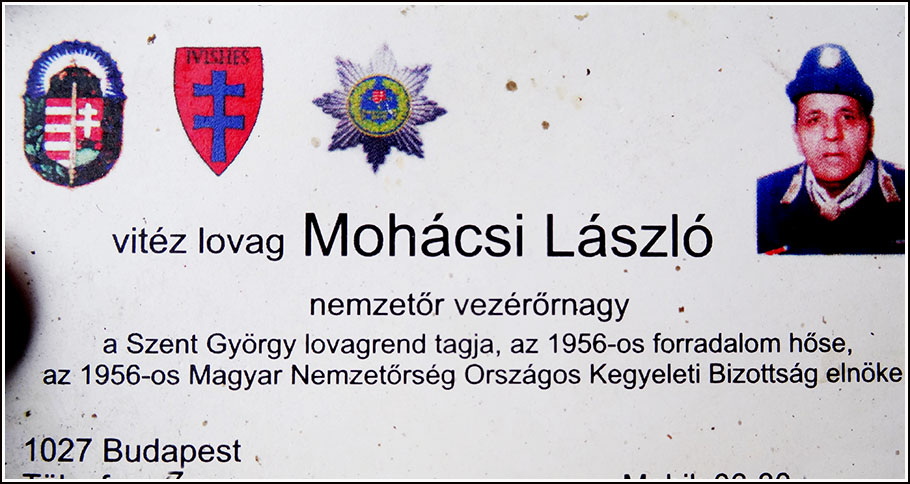 vitéz lovag Mohácsi László
nemzetőr vezérőrnagy
a Szent György lovagrend tagja, az 1956-os forradalom hőse,
az 1956-os Magyar Nemzetőrség Országos Kegyeleti Bizottság elnöke
1027 Budapest